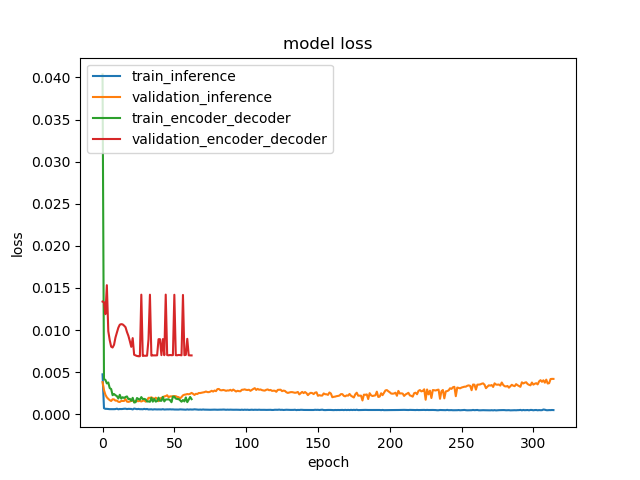 model loss
train_inference
validation_inference
train_encoder_decoder
validation_encoder_decoder
0.040
0.035
0.030
0.025
0.020
0.015
0.010
0.005
0.000
loss
0 50 100 150 200 250 300
epoch